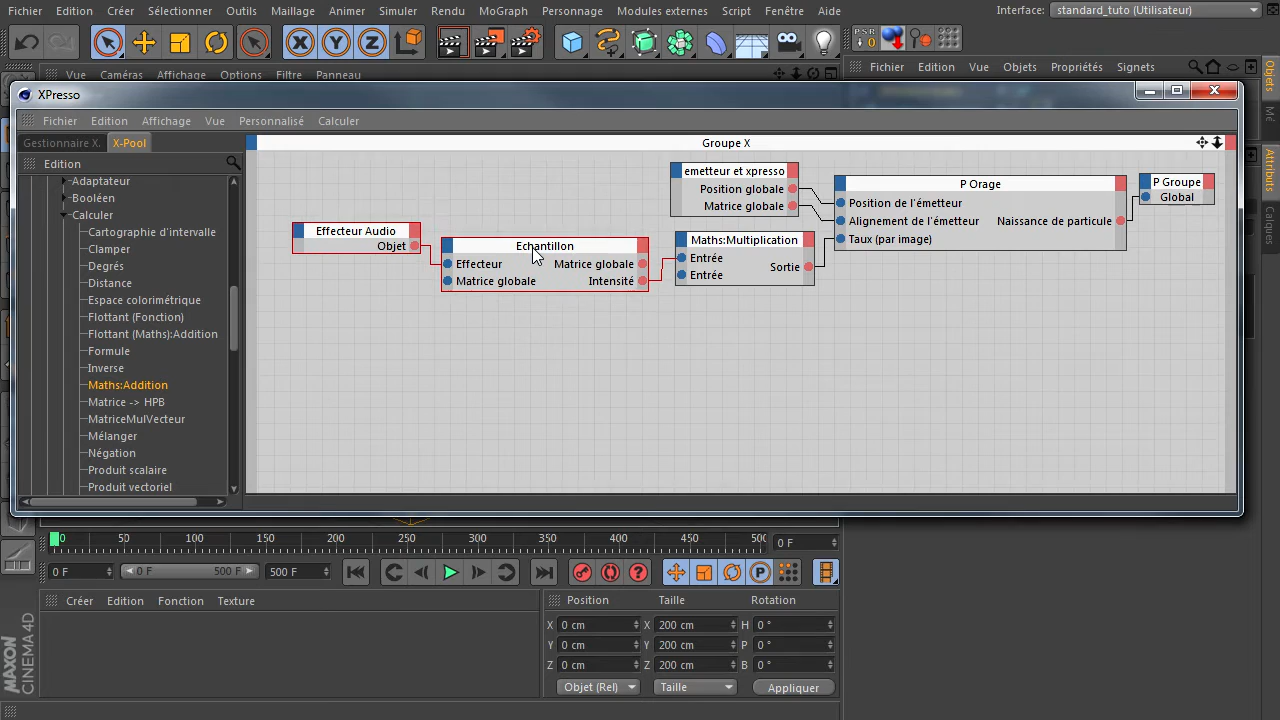 Fichier Edition Créer Sélectionner Outils Maillage Animer Simuler Rendu MoGraph Personnage Modules externes Script Fenêtre Aide Interface: standard_tuto (Utilisateur)
X Y Z PSR 0
Vue Caméras Affichage Options Filtre Panneau
Fichier Edition Vue Objets Propriétés Signets
Objets
Mé
Attributs
Calques
XPresso
Fichier Edition Affichage Vue Personnalisé Calculer
Gestionnaire X. X-Pool
Edition
Adaptateur
Booléen
Calculer
Cartographie d'intervalle
Clamper
Degrés
Distance
Espace colorimétrique
Flottant (Fonction)
Flottant (Maths):Addition
Formule
Inverse
Maths:Addition
Matrice -> HPB
MatriceMulVecteur
Mélanger
Négation
Produit scalaire
Produit vectoriel
Groupe X
Effecteur Audio
Objet
Echantillon
Effecteur Matrice globale
Matrice globale Intensité
emetteur et xpresso
Position globale
Matrice globale
Maths:Multiplication
Entrée
Entrée
Sortie
P Orage
Position de l'émetteur
Alignement de l'émetteur Naissance de particule
Taux (par image)
P Groupe
Global
0 50 100 150 200 250 300 350 400 450 500 0 F
0 F 0 F 500 F 500 F
P
Créer Edition Fonction Texture
Position Taille Rotation
X 0 cm X 200 cm H 0 °
Y 0 cm Y 200 cm P 0 °
Z 0 cm Z 200 cm B 0 °
Objet (Rel) Taille Appliquer
MAXON
CINEMA 4D